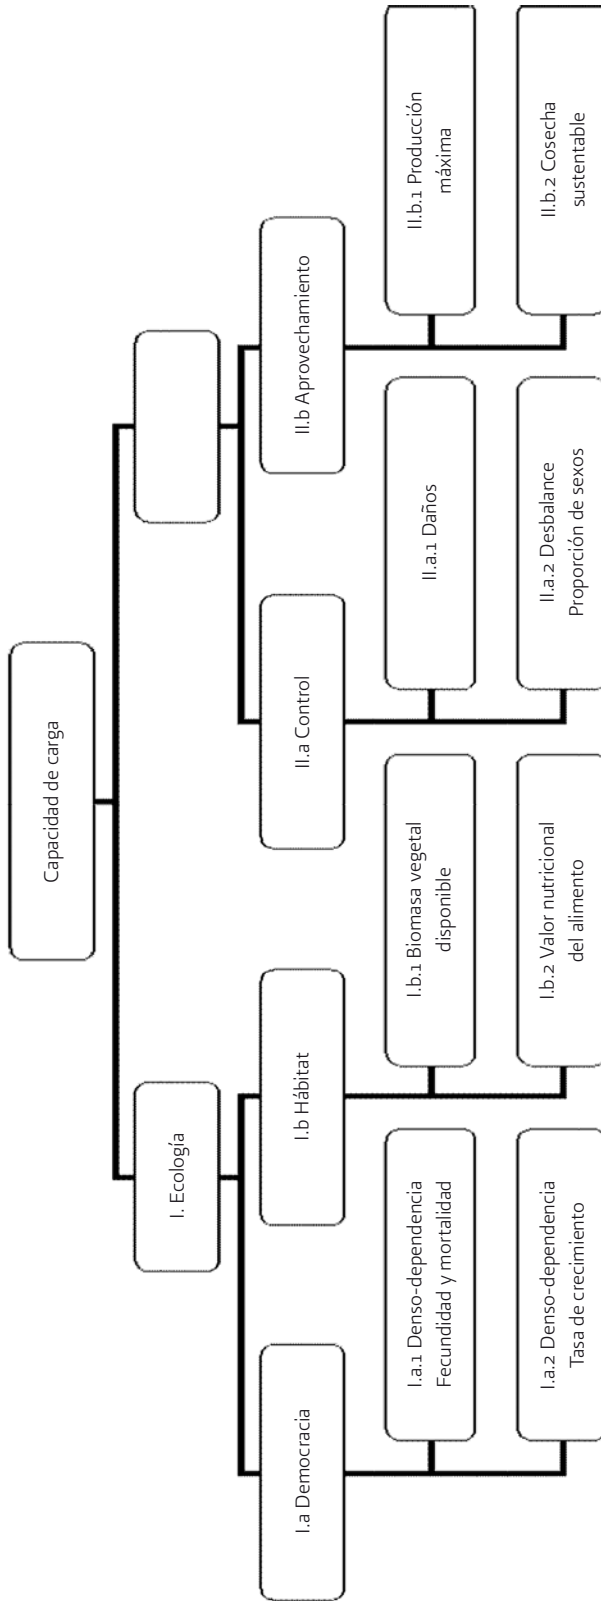 Capacidad de carga
I. Ecología
I.a Democracia
I.b Hábitat
II.a Control
II.b Aprovechamiento
I.a.1 Denso-dependencia
Fecundidad y mortalidad
I.b.1 Biomasa vegetal
disponible
II.a.1 Daños
II.b.1 Producción
máxima
I.a.2 Denso-dependencia
Tasa de crecimiento
I.b.2 Valor nutricional
del alimento
II.a.2 Desbalance
Proporción de sexos
II.b.2 Cosecha
sustentable